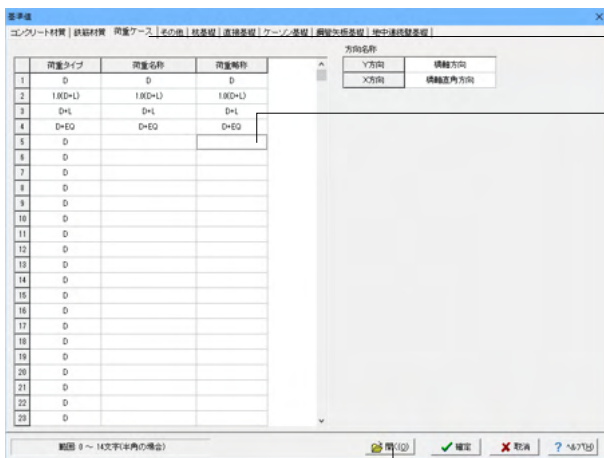 基準値
コンクリート材質 鉄筋材質 荷重ケース その他 杭基礎 直接基礎 ケーソン基礎 鋼管矢板基礎 地中連続壁基礎
方向名称
荷重タイプ 荷重名称 荷重略称
Y方向 橋軸方向
X方向 橋軸直角方向
1 D D D
2 1.0(D+L) 1.0(D+L) 1.0(D+L)
3 D+L D+L D+L
4 D+EQ D+EQ D+EQ
5 D
6 D
7 D
8 D
9 D
10 D
11 D
12 D
13 D
14 D
15 D
16 D
17 D
18 D
19 D
20 D
21 D
22 D
23 D
範囲 0 ～ 14文字(半角の場合)
開く(O) 確定 取消 ? ヘルプ(H)